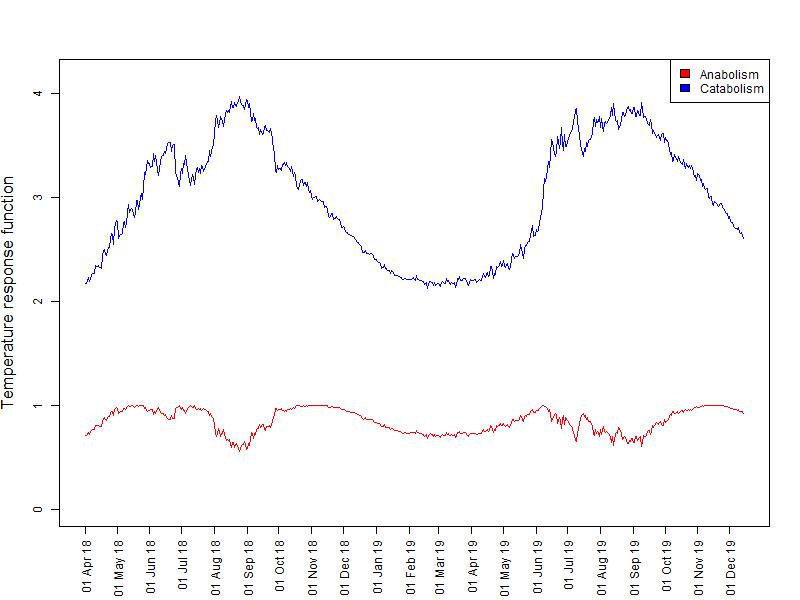 Anabolism
Catabolism
Temperature response function
4
3
2
1
0
01 Apr 18
01 May 18
01 Jun 18
01 Jul 18
01 Aug 18
01 Sep 18
01 Oct 18
01 Nov 18
01 Dec 18
01 Jan 19
01 Feb 19
01 Mar 19
01 Apr 19
01 May 19
01 Jun 19
01 Jul 19
01 Aug 19
01 Sep 19
01 Oct 19
01 Nov 19
01 Dec 19